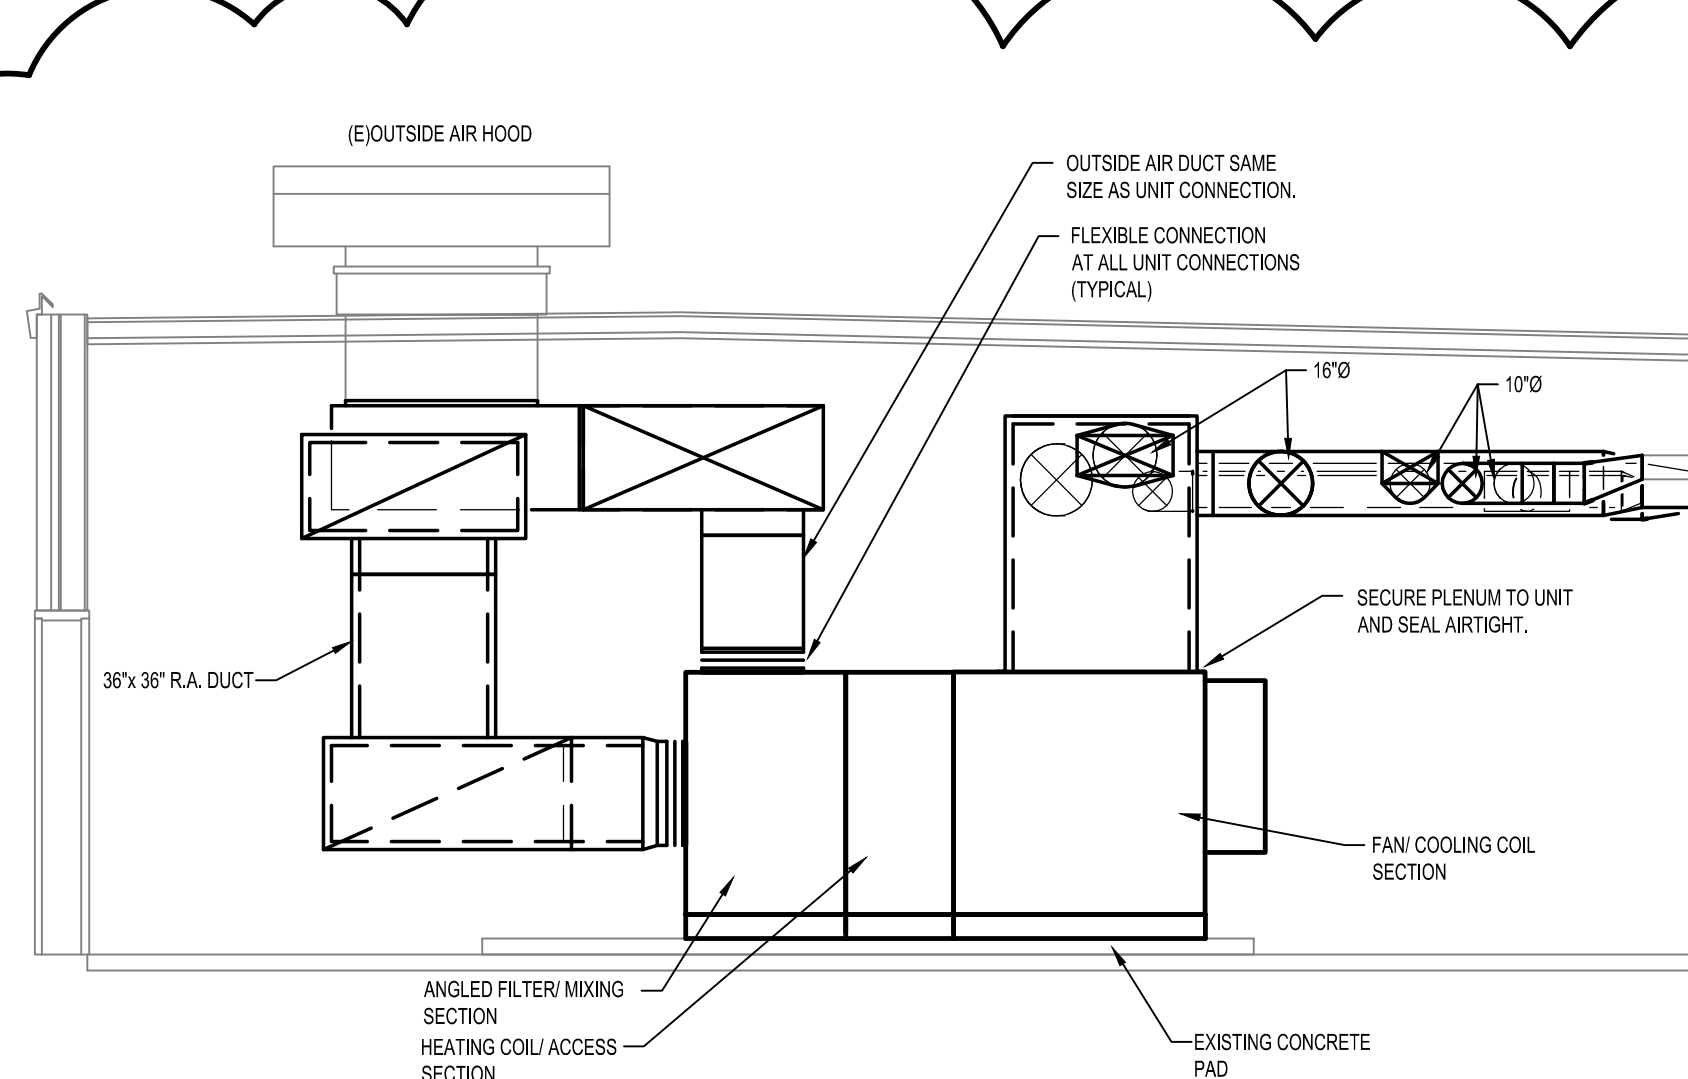 (E)OUTSIDE AIR HOOD
OUTSIDE AIR DUCT SAME
SIZE AS UNIT CONNECTION.
FLEXIBLE CONNECTION
AT ALL UNIT CONNECTIONS
(TYPICAL)
16"Ø
10"Ø
SECURE PLENUM TO UNIT
AND SEAL AIRTIGHT.
36"x 36" R.A. DUCT
FAN/ COOLING COIL
SECTION
ANGLED FILTER/ MIXING
SECTION
HEATING COIL/ ACCESS
SECTION
EXISTING CONCRETE
PAD